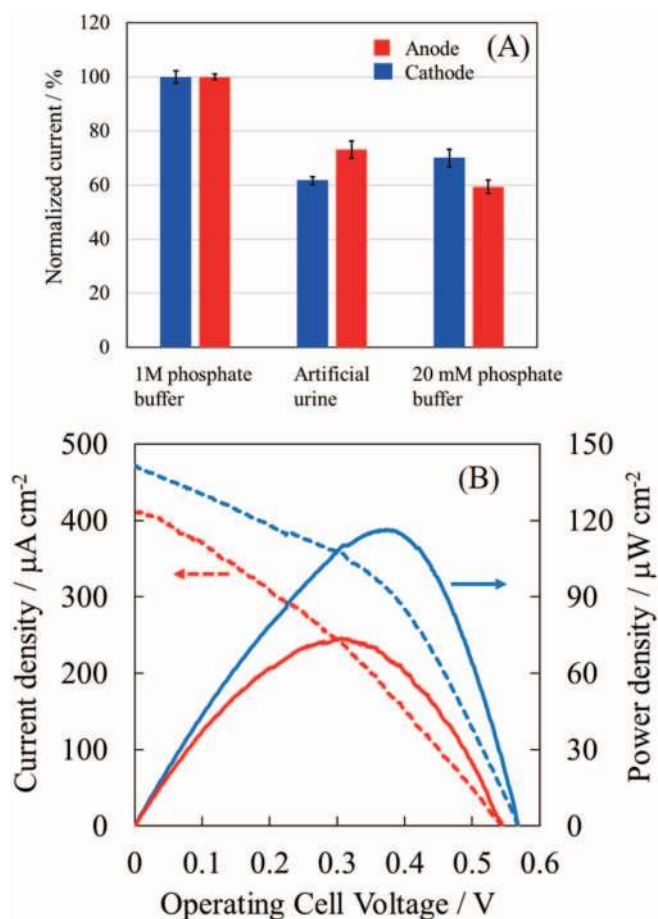 120
100
80
60
40
20
0
Normalized current / %
(A)
Anode
Cathode
1M phosphate
buffer
Artificial
urine
20 mM phosphate
buffer
500
400
300
200
100
0
Current density / μA cm⁻²
(B)
150
120
90
60
30
0
Power density / μW cm⁻²
0 0.1 0.2 0.3 0.4 0.5 0.6
Operating Cell Voltage / V